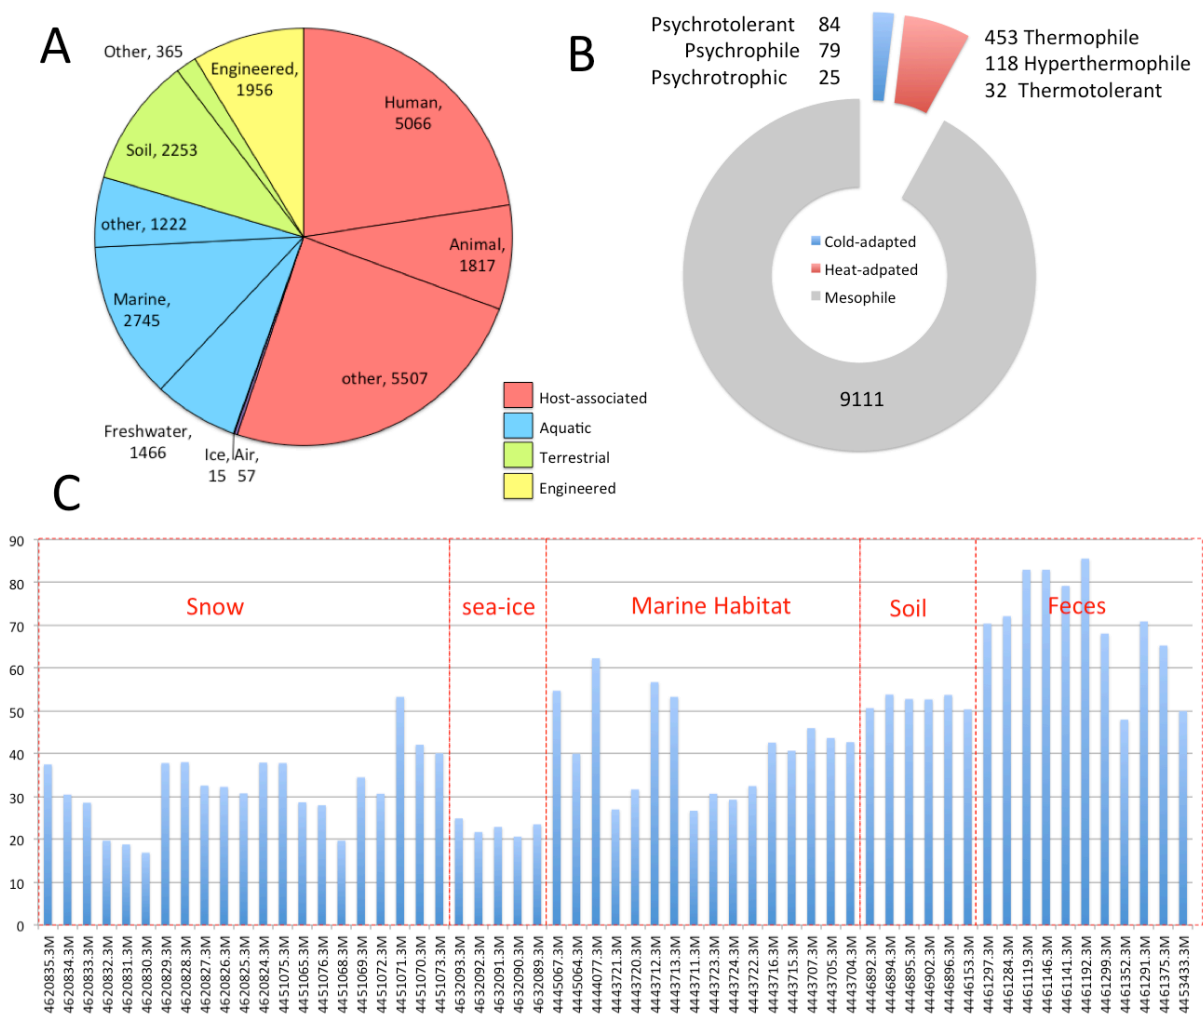 A
Other, 365
Engineered,
1956
Human,
5066
Soil, 2253
other, 1222
Animal,
1817
Marine,
2745
other, 5507
Freshwater,
1466
Ice, Air,
15 57
Host-associated
Aquatic
Terrestrial
Engineered
B
Psychrotolerant 84
Psychrophile 79
Psychrotrophic 25
453 Thermophile
118 Hyperthermophile
32 Thermotolerant
Cold-adapted
Heat-adpated
Mesophile
9111
C
90
80
70
60
50
40
30
20
10
0
Snow
sea-ice
Marine Habitat
Soil
Feces
4620835.3M
4620834.3M
4620833.3M
4620832.3M
4620831.3M
4620830.3M
4620829.3M
4620828.3M
4620827.3M
4620826.3M
4620825.3M
4620824.3M
4451075.3M
4451065.3M
4451076.3M
4451068.3M
4451069.3M
4451072.3M
4451071.3M
4451070.3M
4451073.3M
4632093.3M
4632092.3M
4632091.3M
4632090.3M
4632089.3M
4445067.3M
4445064.3M
4444077.3M
4443721.3M
4443720.3M
4443712.3M
4443713.3M
4443711.3M
4443723.3M
4443724.3M
4443722.3M
4443716.3M
4443715.3M
4443707.3M
4443705.3M
4443704.3M
4446892.3M
4446894.3M
4446895.3M
4446902.3M
4446896.3M
4446153.3M
4461297.3M
4461284.3M
4461119.3M
4461146.3M
4461141.3M
4461192.3M
4461299.3M
4461352.3M
4461291.3M
4461375.3M
4453433.3M